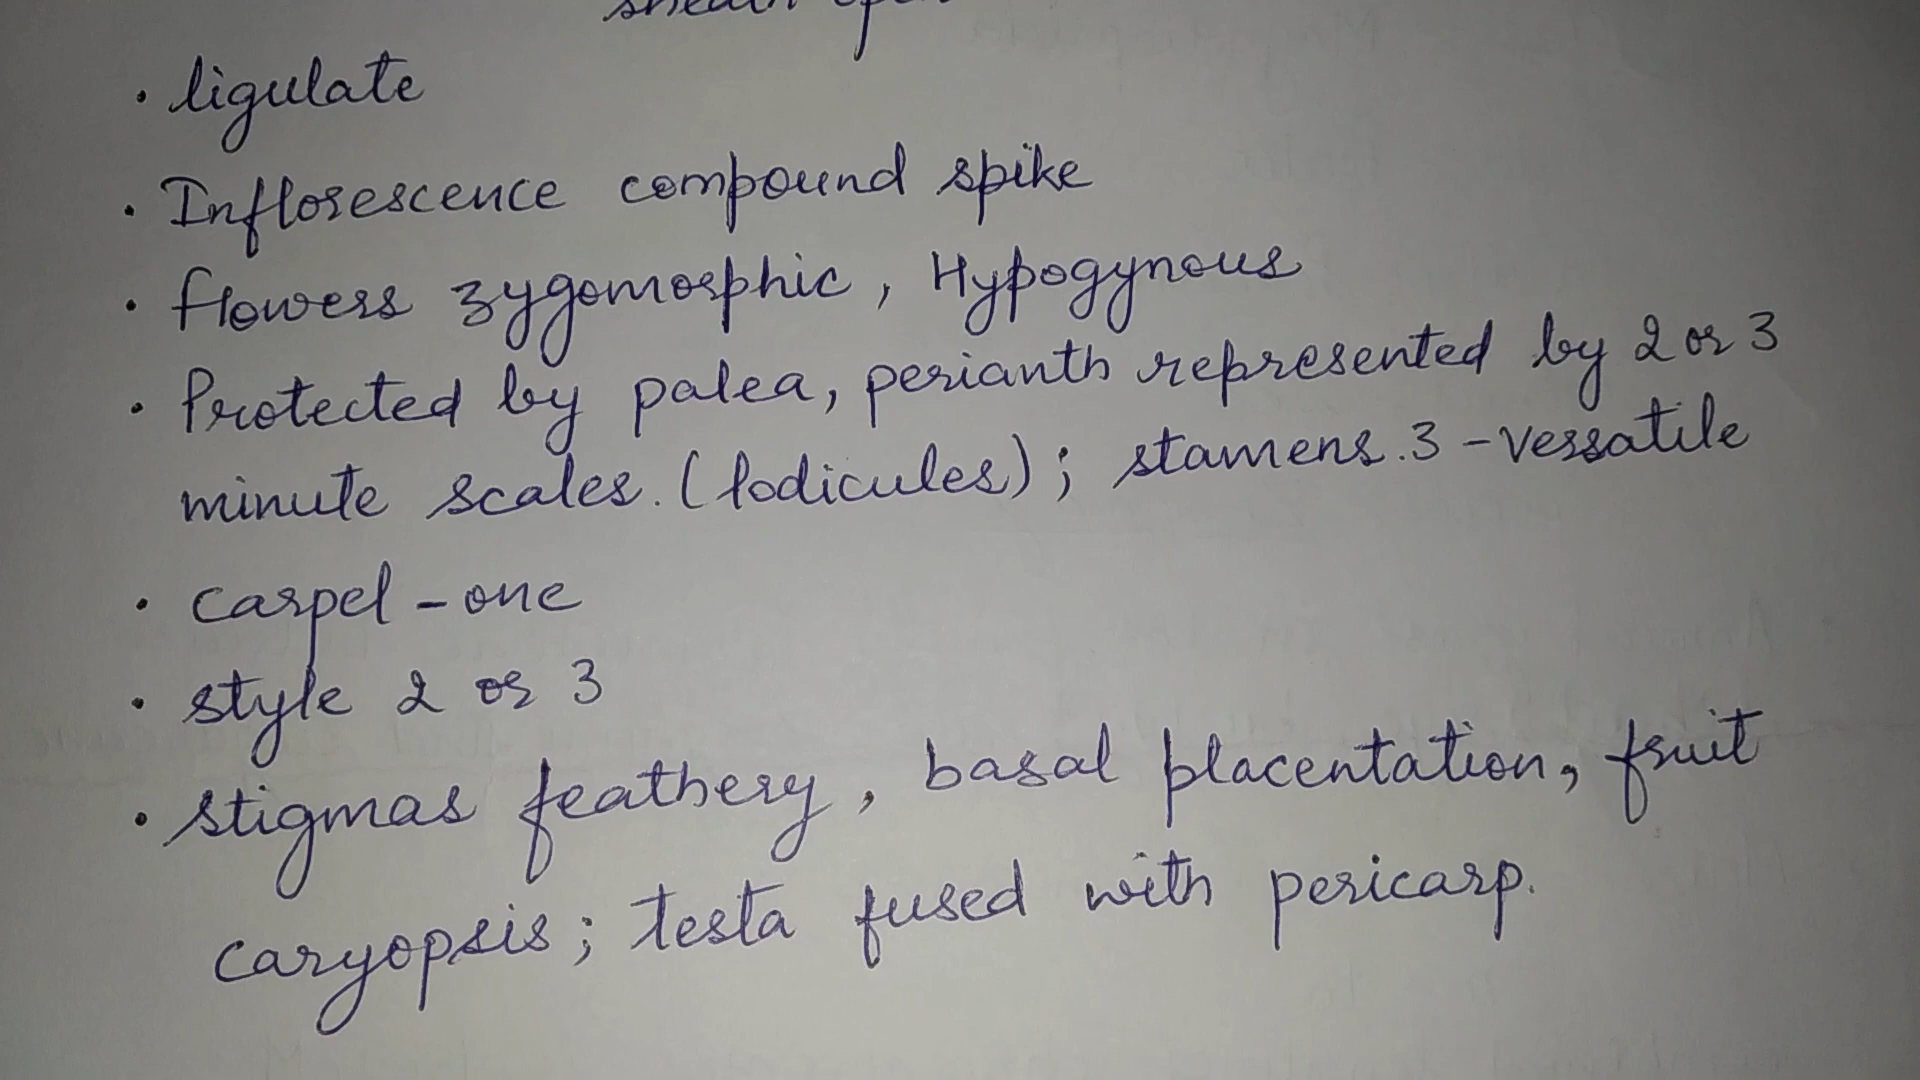 sheath open
· ligulate
· Inflorescence compound spike
· flowers zygomorphic, Hypogynous
· Protected by palea, perianth represented by 2 or 3
minute scales. (lodicules); stamens.3 - versatile
· carpel - one
· style 2 or 3
· stigmas feathery, basal placentation, fruit
caryopsis; testa fused with pericarp.